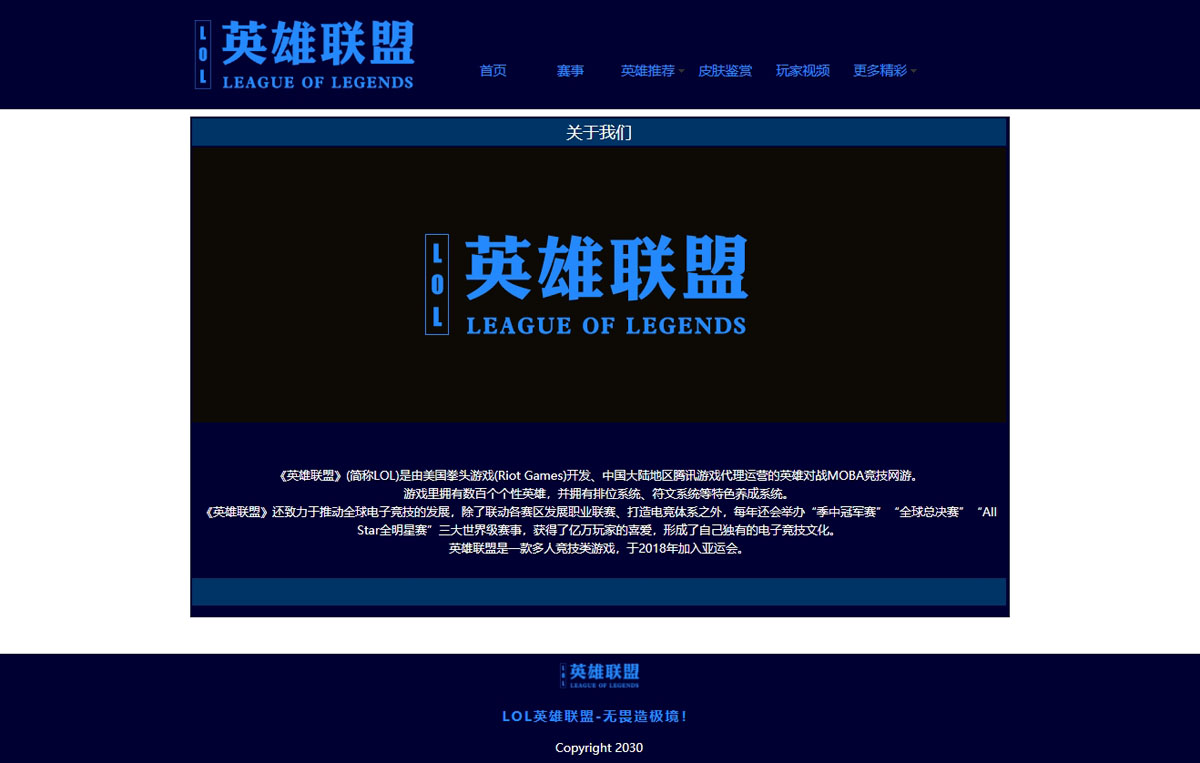 LOL
英雄联盟
LEAGUE OF LEGENDS
首页 赛事 英雄推荐 皮肤鉴赏 玩家视频 更多精彩
关于我们
LOL
英雄联盟
LEAGUE OF LEGENDS
《英雄联盟》(简称LOL)是由美国拳头游戏(Riot Games)开发、中国大陆地区腾讯游戏代理运营的英雄对战MOBA竞技网游。
游戏里拥有数百个个性英雄，并拥有排位系统、符文系统等特色养成系统。
《英雄联盟》还致力于推动全球电子竞技的发展，除了联动各赛区发展职业联赛、打造电竞体系之外，每年还会举办“季中冠军赛”“全球总决赛”“All
Star全明星赛”三大世界级赛事，获得了亿万玩家的喜爱，形成了自己独有的电子竞技文化。
英雄联盟是一款多人竞技类游戏，于2018年加入亚运会。
LOL
英雄联盟
LEAGUE OF LEGENDS
LOL英雄联盟-无畏造极境！
Copyright 2030